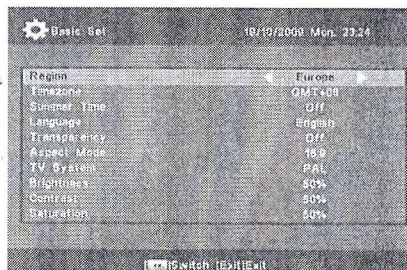 Basic Set 19/10/2009 Mon. 23:24
Region Europe
Timezone GMT+08
Summer Time Off
Language English
Transparency Off
Aspect Mode 16:9
TV System PAL
Brightness 50%
Contrast 50%
Saturation 50%
Switch [Exit]Exit